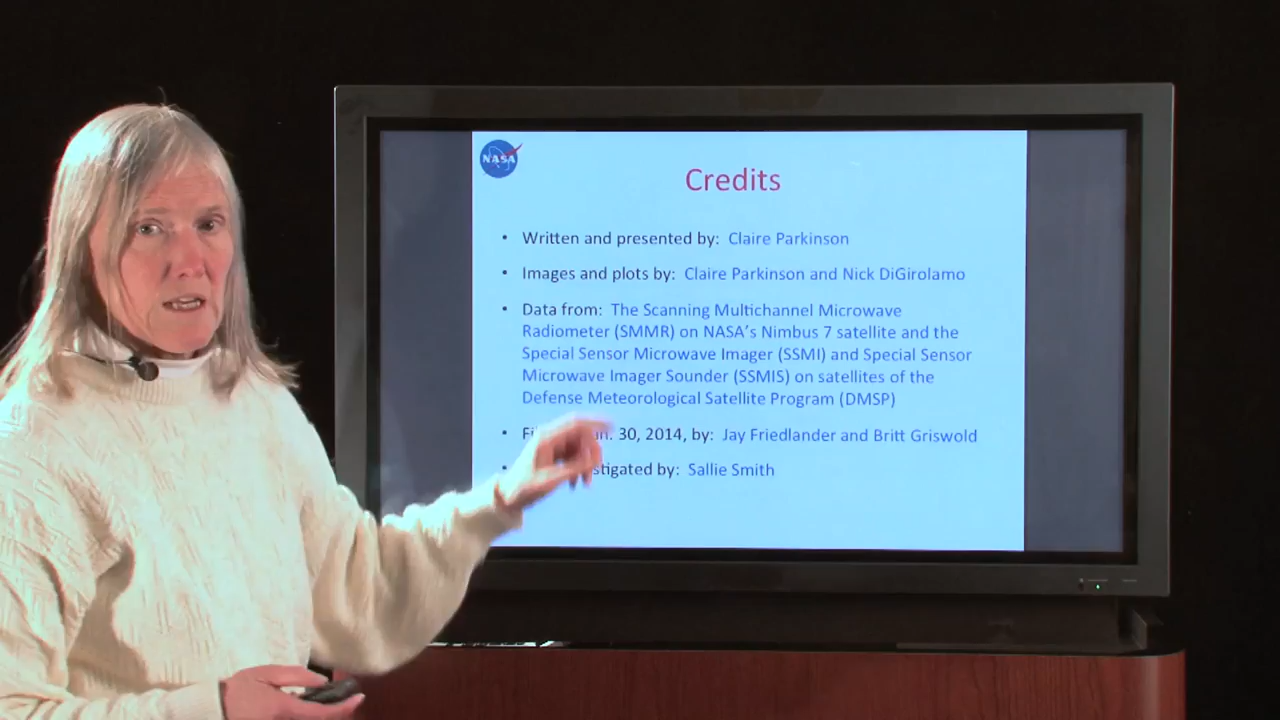 NASA
Credits
• Written and presented by: Claire Parkinson
• Images and plots by: Claire Parkinson and Nick DiGirolamo
• Data from: The Scanning Multichannel Microwave
Radiometer (SMMR) on NASA's Nimbus 7 satellite and the
Special Sensor Microwave Imager (SSMI) and Special Sensor
Microwave Imager Sounder (SSMIS) on satellites of the
Defense Meteorological Satellite Program (DMSP)
• 30, 2014, by: Jay Friedlander and Britt Griswold
• by: Sallie Smith